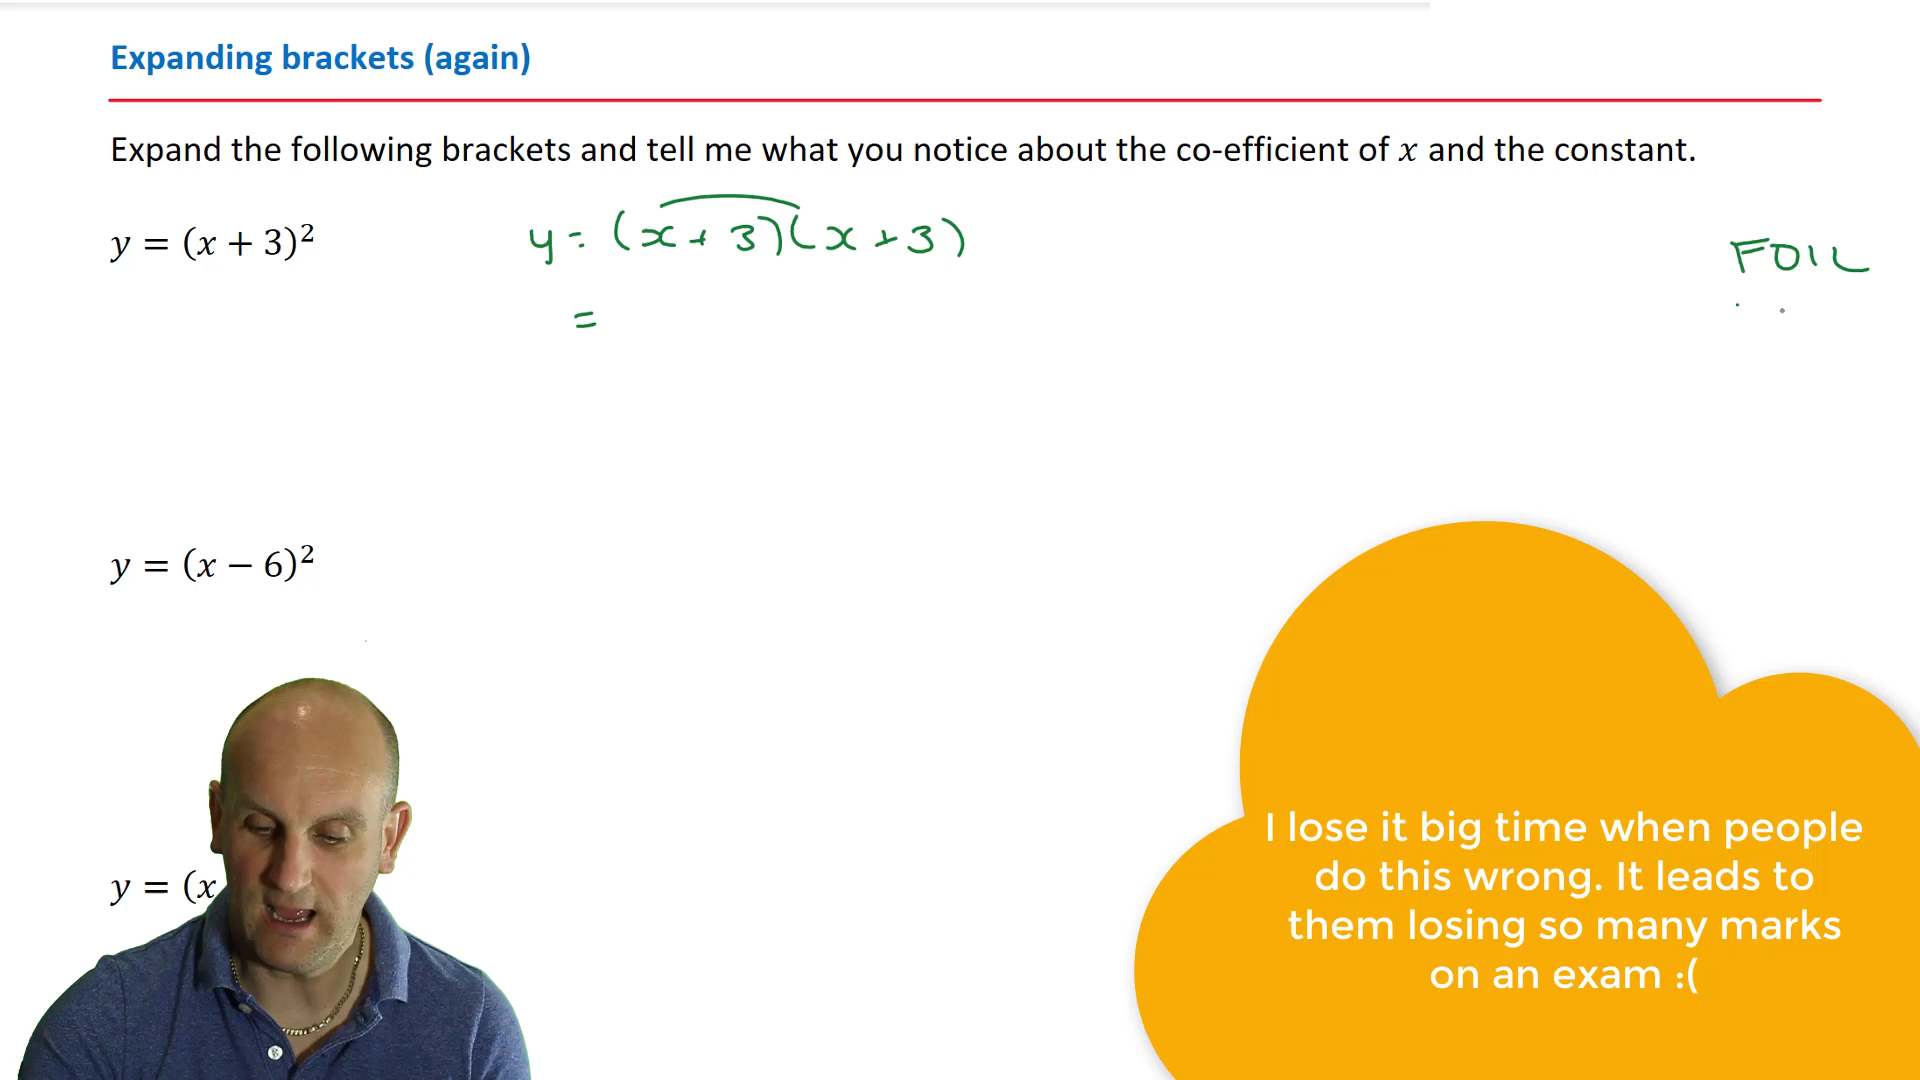 Expanding brackets (again)
Expand the following brackets and tell me what you notice about the co-efficient of x and the constant.
y = (x + 3)² y = (x + 3)(x + 3)
=
FOIL
y = (x − 6)²
y = (x
I lose it big time when people
do this wrong. It leads to
them losing so many marks
on an exam :(